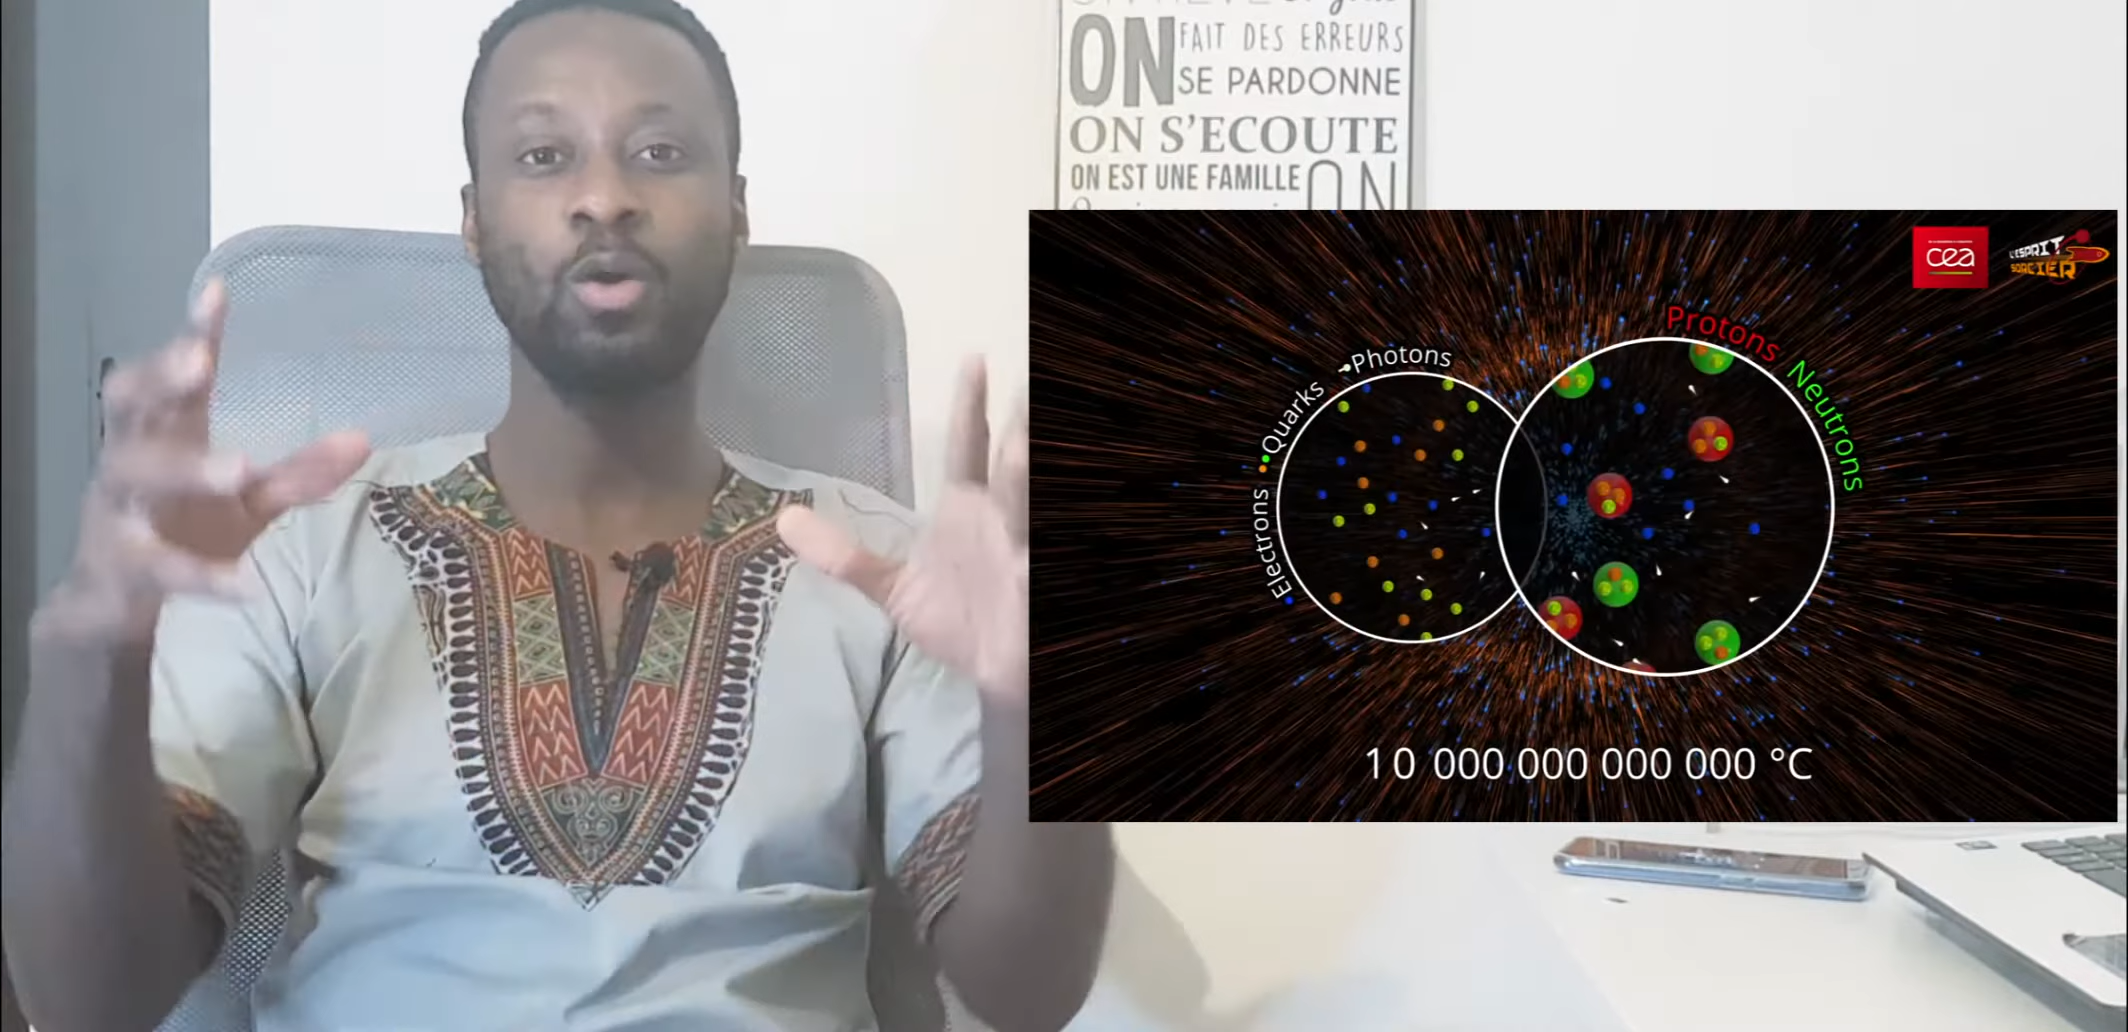 ON FAIT DES ERREURS
SE PARDONNE
ON S'ECOUTE
ON EST UNE FAMILLE ON
cea
L'ESPRIT
SORCIER
Protons
Neutrons
Photons
Quarks
Electrons
10 000 000 000 000 °C